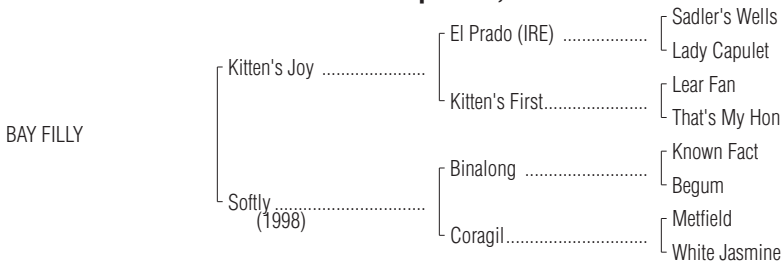 Sadler's Wells
El Prado (IRE) ..................
Lady Capulet
Kitten's Joy ......................
Lear Fan
Kitten's First......................
That's My Hon
BAY FILLY
Known Fact
Binalong ..........................
Begum
Softly ................................
(1998)
Metfield
Coragil..............................
White Jasmine